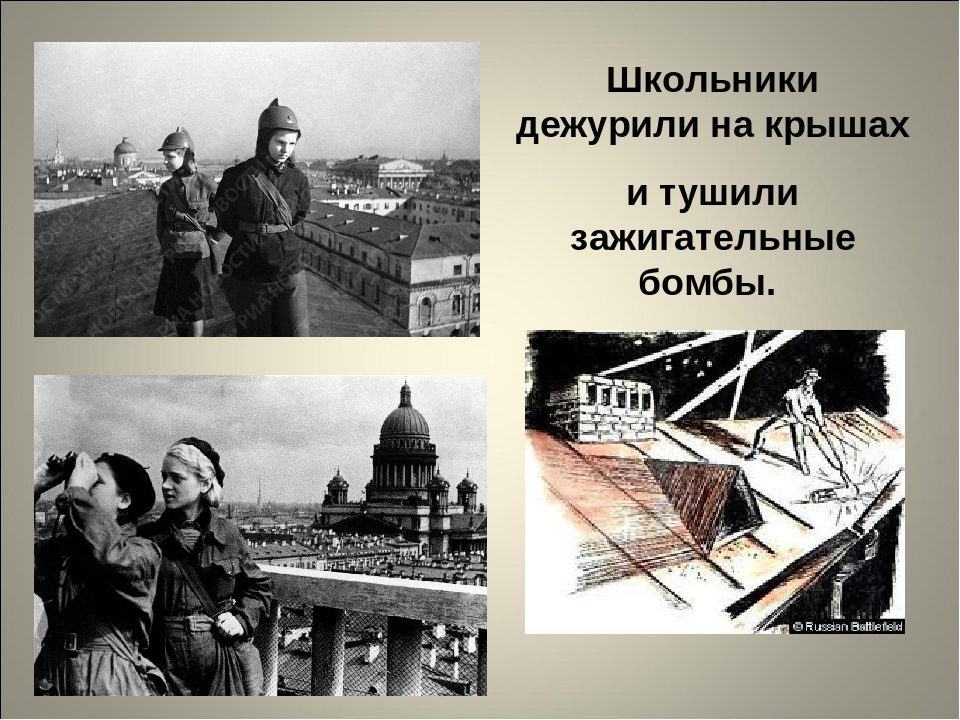 Школьники
дежурили на крышах
и тушили
зажигательные
бомбы.
© Russian Battlefield